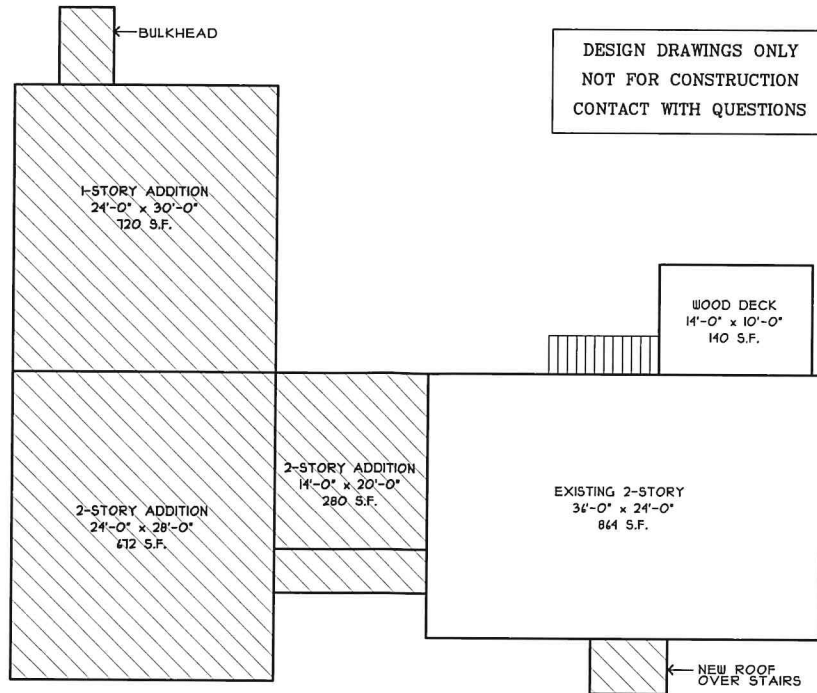 BULKHEAD
DESIGN DRAWINGS ONLY
NOT FOR CONSTRUCTION
CONTACT WITH QUESTIONS
1-STORY ADDITION
24'-0" x 30'-0"
720 S.F.
WOOD DECK
14'-0" x 10'-0"
140 S.F.
2-STORY ADDITION
14'-0" x 20'-0"
280 S.F.
2-STORY ADDITION
24'-0" x 28'-0"
672 S.F.
EXISTING 2-STORY
36'-0" x 24'-0"
864 S.F.
NEW ROOF
OVER STAIRS